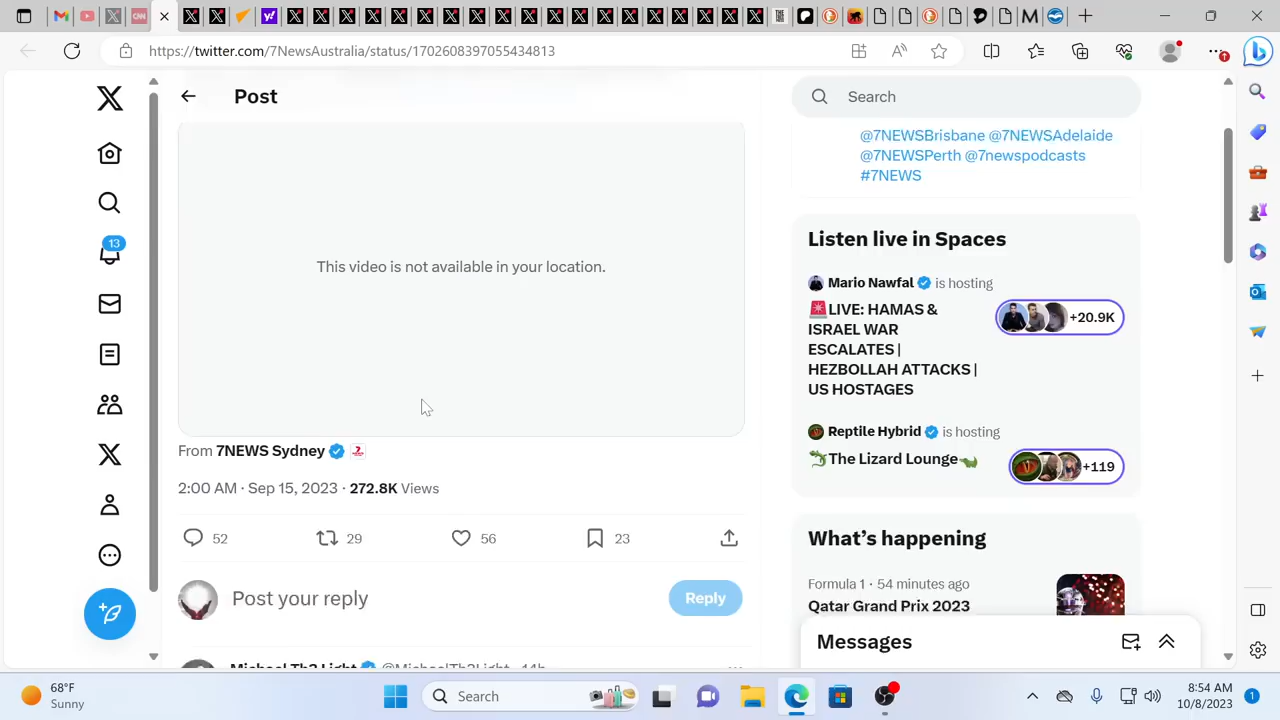 https://twitter.com/7NewsAustralia/status/1702608397055434813
Post
Search
@7NEWSBrisbane @7NEWSAdelaide
@7NEWSPerth @7newspodcasts
#7NEWS
This video is not available in your location.
From 7NEWS Sydney
2:00 AM · Sep 15, 2023 · 272.8K Views
52 29 56 23
Post your reply
Reply
Listen live in Spaces
Mario Nawfal is hosting
🚨LIVE: HAMAS &
ISRAEL WAR
ESCALATES |
HEZBOLLAH ATTACKS |
US HOSTAGES
+20.9K
Reptile Hybrid is hosting
🦎The Lizard Lounge🐊
+119
What's happening
Formula 1 · 54 minutes ago
Qatar Grand Prix 2023
Messages
13
68°F
Sunny
Search
8:54 AM
10/8/2023
1